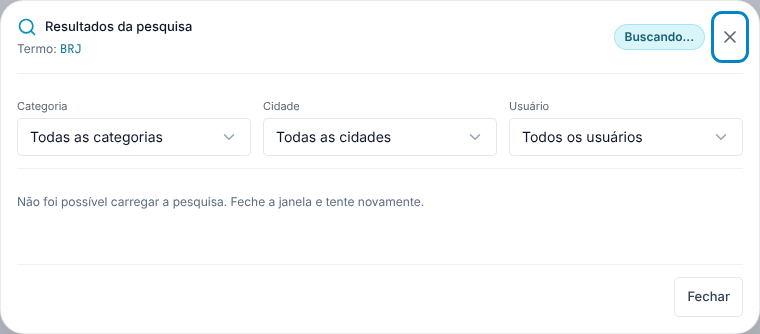 Resultados da pesquisa
Termo: BRJ
Buscando...
Categoria
Cidade
Usuário
Todas as categorias
Todas as cidades
Todos os usuários
Não foi possível carregar a pesquisa. Feche a janela e tente novamente.
Fechar